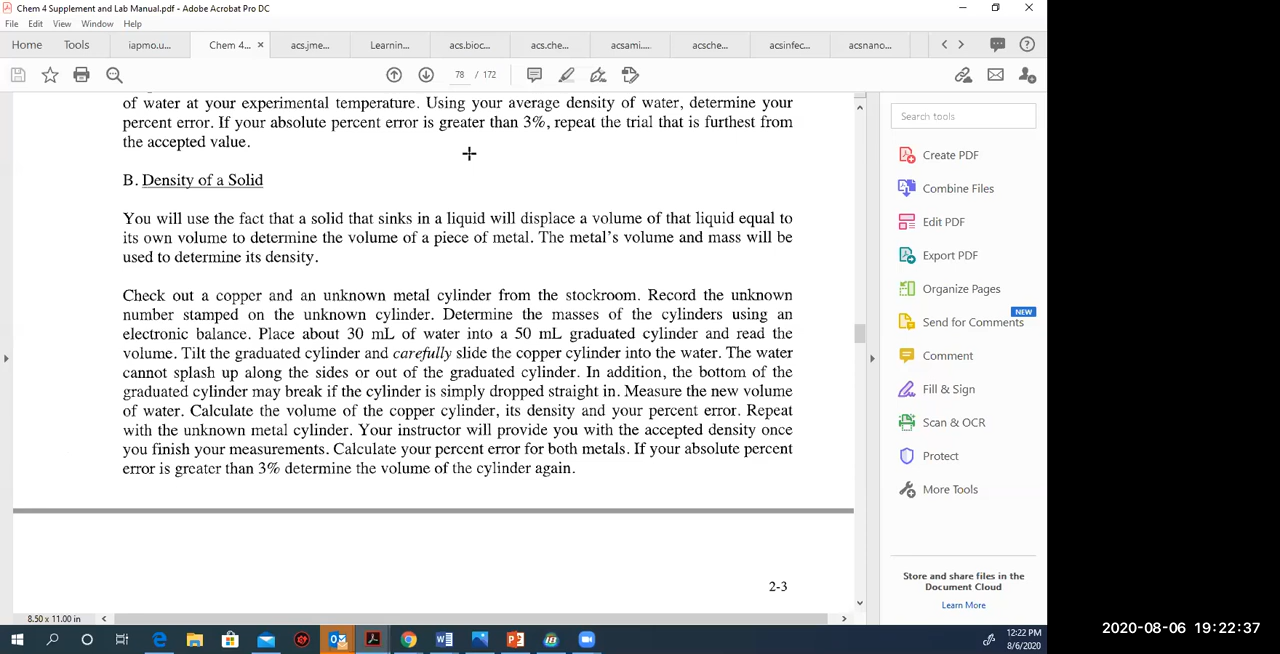 Chem 4 Supplement and Lab Manual.pdf - Adobe Acrobat Pro DC
File Edit View Window Help
Home Tools iapmo.u... Chem 4... × acs.jme... Learnin... acs.bioc... acs.che... acsami.... acsche... acsinfec... acsnano...
78 / 172
of water at your experimental temperature. Using your average density of water, determine your
percent error. If your absolute percent error is greater than 3%, repeat the trial that is furthest from
the accepted value.
B. Density of a Solid
You will use the fact that a solid that sinks in a liquid will displace a volume of that liquid equal to
its own volume to determine the volume of a piece of metal. The metal's volume and mass will be
used to determine its density.
Check out a copper and an unknown metal cylinder from the stockroom. Record the unknown
number stamped on the unknown cylinder. Determine the masses of the cylinders using an
electronic balance. Place about 30 mL of water into a 50 mL graduated cylinder and read the
volume. Tilt the graduated cylinder and carefully slide the copper cylinder into the water. The water
cannot splash up along the sides or out of the graduated cylinder. In addition, the bottom of the
graduated cylinder may break if the cylinder is simply dropped straight in. Measure the new volume
of water. Calculate the volume of the copper cylinder, its density and your percent error. Repeat
with the unknown metal cylinder. Your instructor will provide you with the accepted density once
you finish your measurements. Calculate your percent error for both metals. If your absolute percent
error is greater than 3% determine the volume of the cylinder again.
2-3
8.50 x 11.00 in
Search tools
Create PDF
Combine Files
Edit PDF
Export PDF
Organize Pages
NEW
Send for Comments
Comment
Fill & Sign
Scan & OCR
Protect
More Tools
Store and share files in the
Document Cloud
Learn More
12:22 PM
8/6/2020
2020-08-06 19:22:37